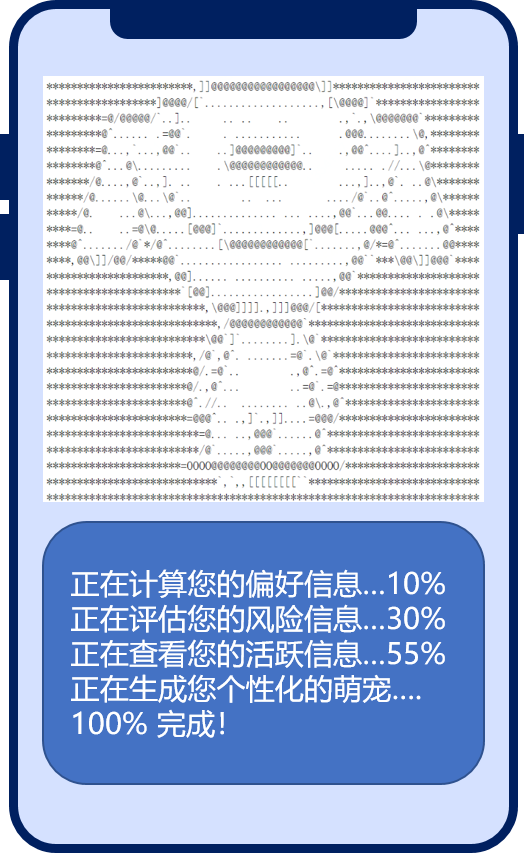 正在计算您的偏好信息...10%
正在评估您的风险信息...30%
正在查看您的活跃信息...55%
正在生成您个性化的萌宠....
100% 完成!